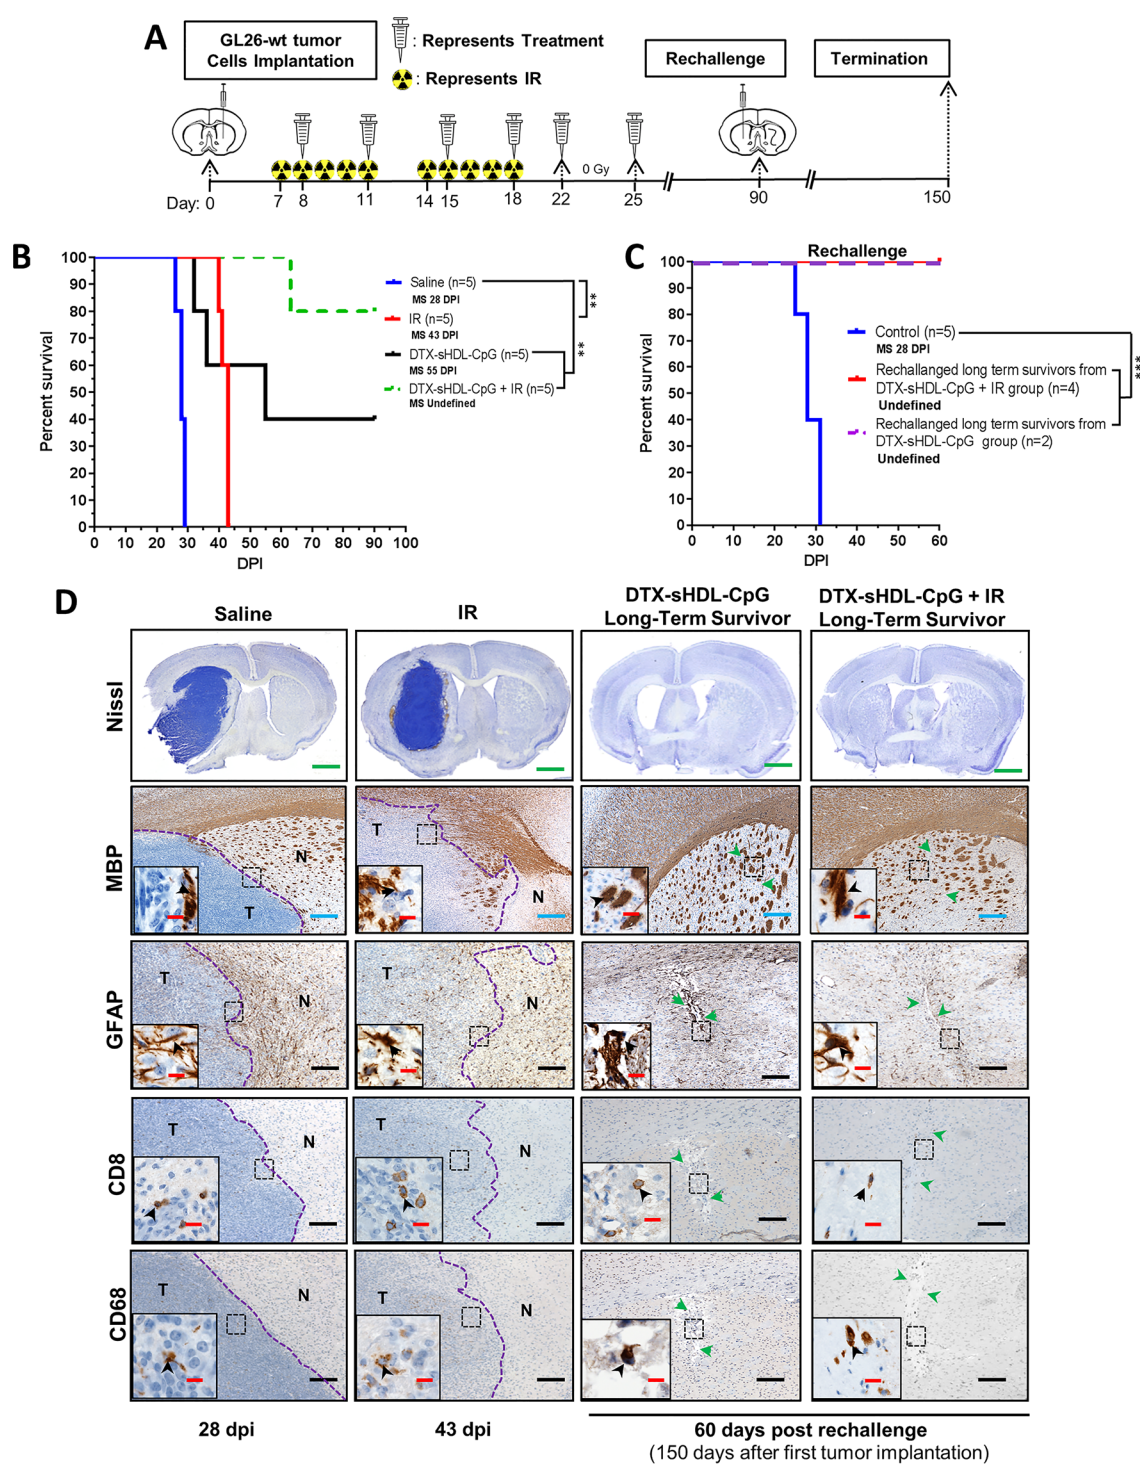 A
GL26-wt tumor
Cells Implantation
: Represents Treatment
: Represents IR
Rechallenge
Termination
0 Gy
Day: 0
7
8
11
14
15
18
22
25
90
150
B
100
90
80
70
60
50
40
30
20
10
0
Percent survival
0 10 20 30 40 50 60 70 80 90 100
DPI
Saline (n=5)
MS 28 DPI
IR (n=5)
MS 43 DPI
DTX-sHDL-CpG (n=5)
MS 55 DPI
DTX-sHDL-CpG + IR (n=5)
MS Undefined
**
**
C
Rechallenge
100
90
80
70
60
50
40
30
20
10
0
Percent survival
0 10 20 30 40 50 60
DPI
Control (n=5)
MS 28 DPI
Rechallanged long term survivors from
DTX-sHDL-CpG + IR group (n=4)
Undefined
Rechallanged long term survivors from
DTX-sHDL-CpG group (n=2)
Undefined
***
D
Saline
IR
DTX-sHDL-CpG
Long-Term Survivor
DTX-sHDL-CpG + IR
Long-Term Survivor
Nissl
MBP
N
T
T
N
GFAP
T
N
T
N
CD8
T
N
T
N
CD68
T
N
T
N
28 dpi
43 dpi
60 days post rechallenge
(150 days after first tumor implantation)